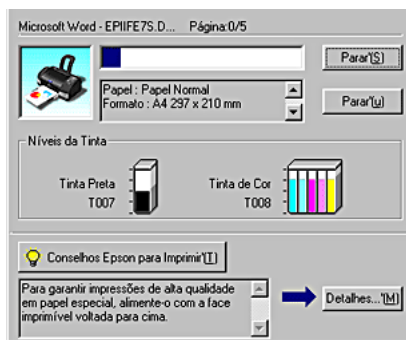 Microsoft Word - EPIIFE7S.D... Página:0/5
Parar'(S)
Papel : Papel Normal
Formato : A4 297 x 210 mm
Parar'(u)
Níveis da Tinta
Tinta Preta
T007
Tinta de Cor
T008
Conselhos Epson para Imprimir'(T)
Para garantir impressões de alta qualidade
em papel especial, alimente-o com a face
imprimível voltada para cima.
Detalhes...'(M)